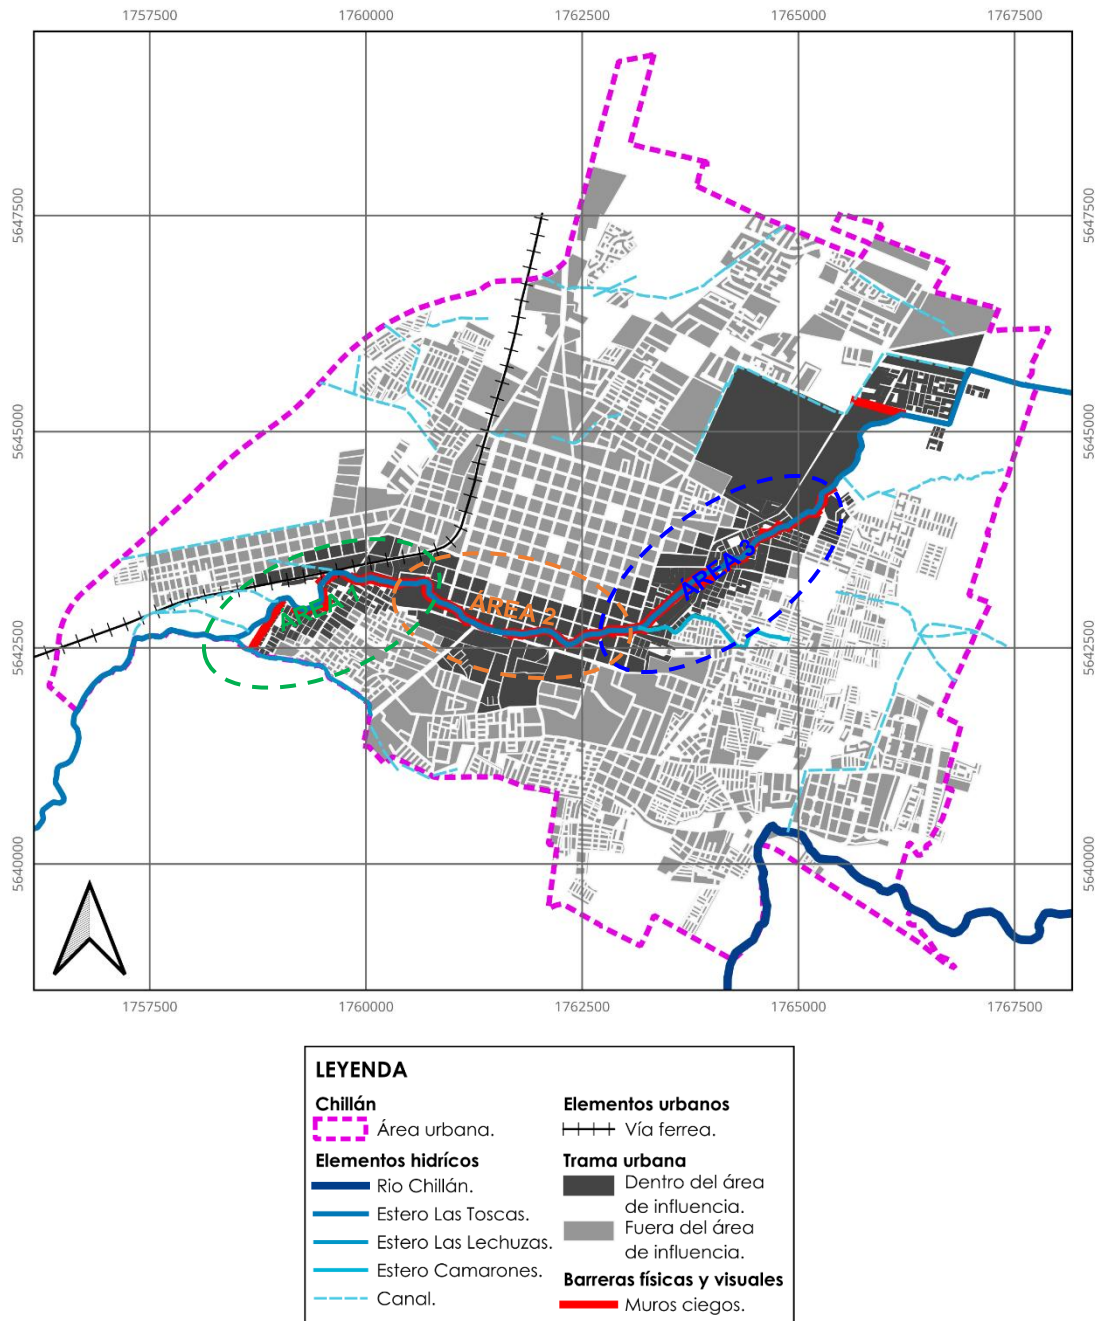 1757500 1760000 1762500 1765000 1767500
5647500 5647500
5645000 5645000
ÁREA 3
ÁREA 1
ÁREA 2
5642500 5642500
5640000 5640000
1757500 1760000 1762500 1765000 1767500
LEYENDA
Chillán
Área urbana.
Elementos hidrícos
Rio Chillán.
Estero Las Toscas.
Estero Las Lechuzas.
Estero Camarones.
Canal.
Elementos urbanos
Vía ferrea.
Trama urbana
Dentro del área
de influencia.
Fuera del área
de influencia.
Barreras físicas y visuales
Muros ciegos.